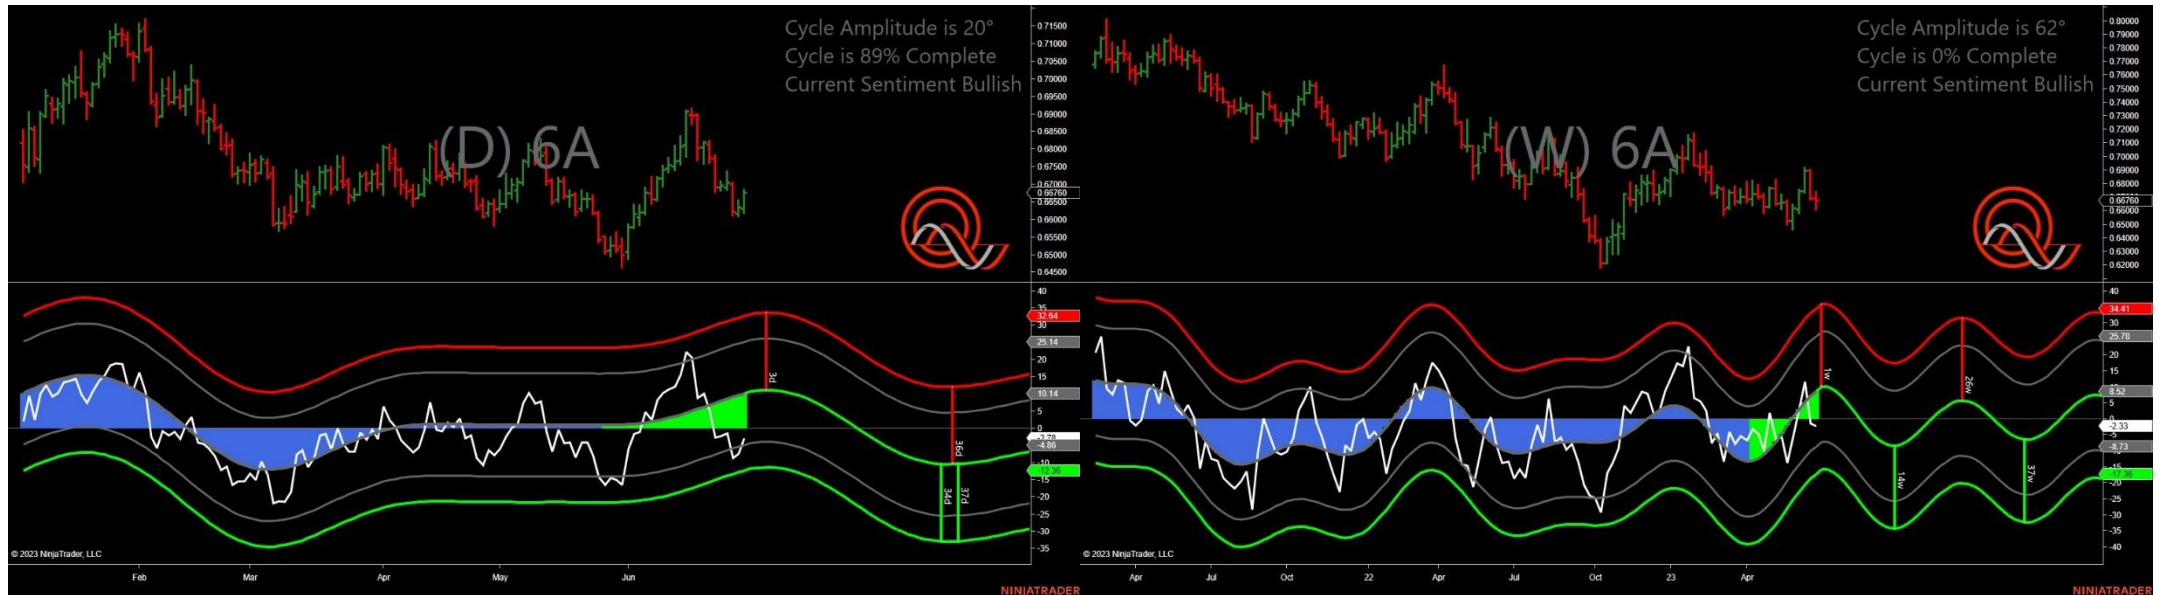 Cycle Amplitude is 20°
Cycle is 89% Complete
Current Sentiment Bullish
(D) 6A
0.71500
0.71000
0.70500
0.70000
0.69500
0.69000
0.68500
0.68000
0.67500
0.67000
0.66760
0.66500
0.66000
0.65500
0.65000
0.64500
40
35
32.64
30
25.14
20
15
10.14
5
0
-2.78
-4.86
-10
-12.36
-15
-20
-25
-30
-35
3d
36d
34d
37d
© 2023 NinjaTrader, LLC
Feb
Mar
Apr
May
Jun
NINJATRADER
Cycle Amplitude is 62°
Cycle is 0% Complete
Current Sentiment Bullish
(W) 6A
0.80000
0.79000
0.78000
0.77000
0.76000
0.75000
0.74000
0.73000
0.72000
0.71000
0.70000
0.69000
0.68000
0.66760
0.66000
0.65000
0.64000
0.63000
0.62000
40
34.41
30
25.78
20
15
8.52
5
0
-2.33
-5
-8.73
-15
-17.36
-20
-25
-30
-35
-40
1w
26w
14w
37w
© 2023 NinjaTrader, LLC
Apr
Jul
Oct
22
Apr
Jul
Oct
23
Apr
NINJATRADER